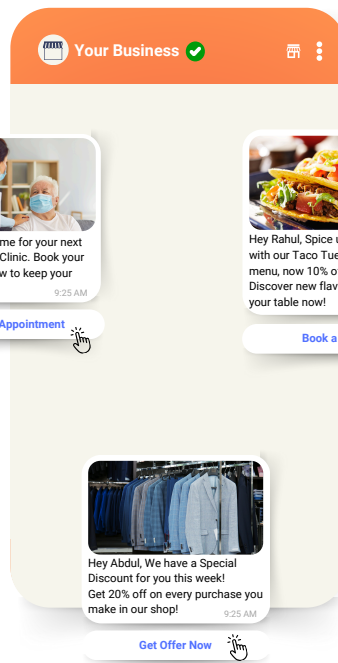 Your Business
me for your next
Clinic. Book your
w to keep your
9:25 AM
Appointment
Hey Rahul, Spice u
with our Taco Tue
menu, now 10% o
Discover new flav
your table now!
Book a
Hey Abdul, We have a Special
Discount for you this week!
Get 20% off on every purchase you
make in our shop!
9:25 AM
Get Offer Now